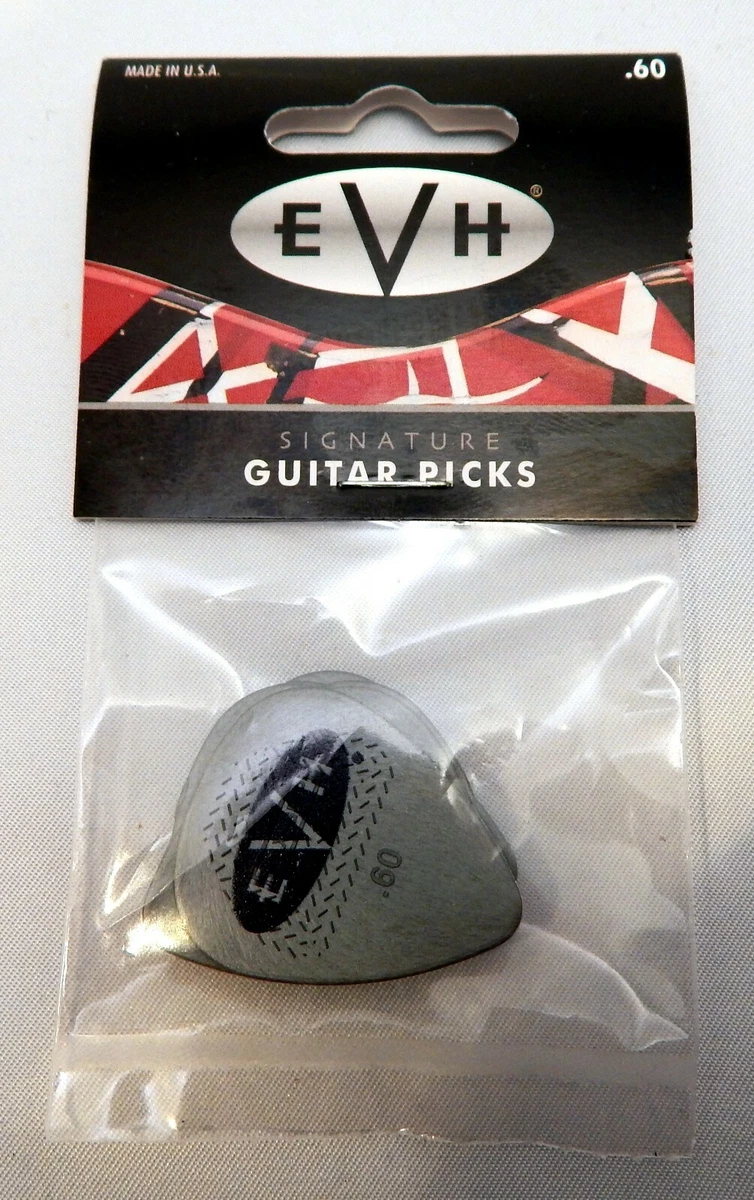 MADE IN U.S.A. .60
EVH®
SIGNATURE
GUITAR PICKS
EVH
.60